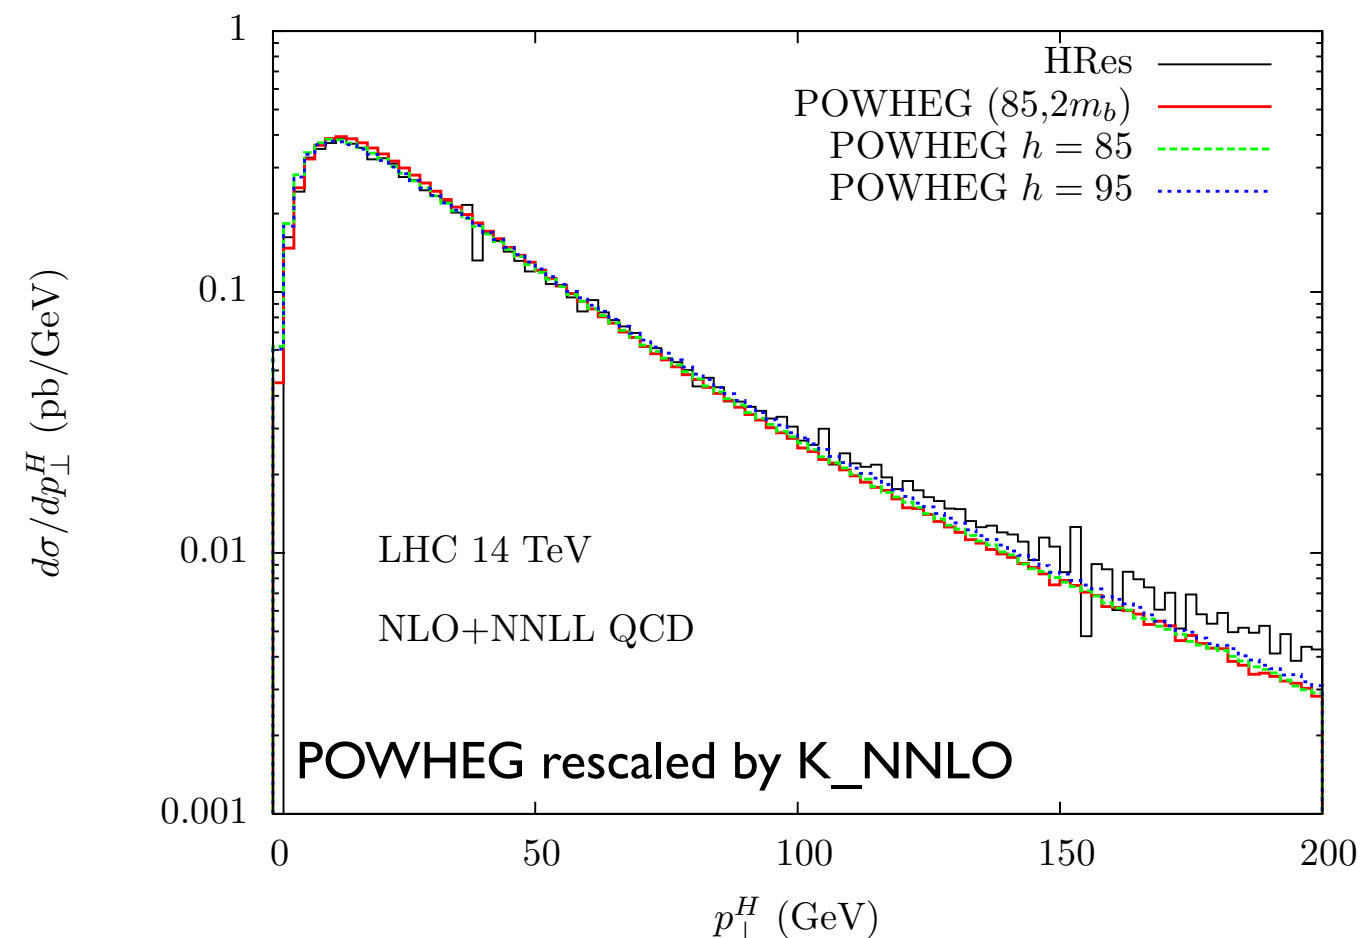 1
HRes
POWHEG (85,2m_b)
POWHEG h = 85
POWHEG h = 95
0.1
dσ/dp_⊥^H (pb/GeV)
0.01
LHC 14 TeV
NLO+NNLL QCD
POWHEG rescaled by K_NNLO
0.001
0 50 100 150 200
p_⊥^H (GeV)